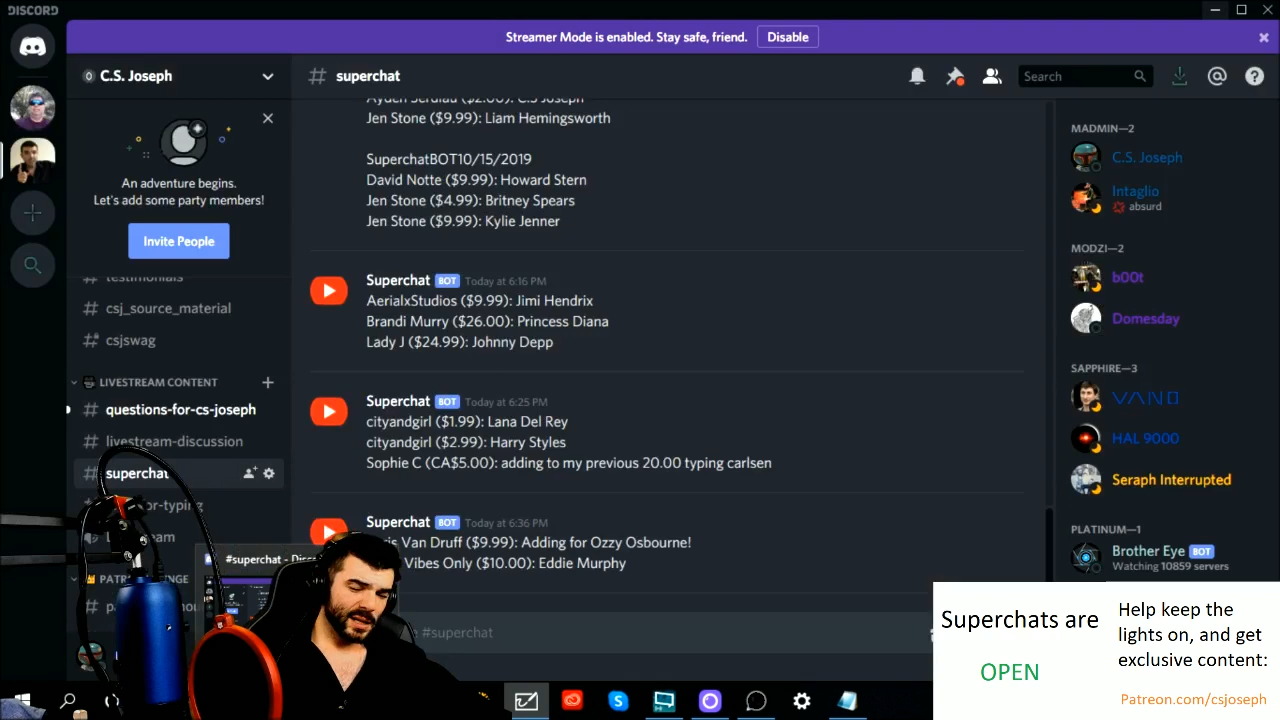 DISCORD
Streamer Mode is enabled. Stay safe, friend.
Disable
C.S. Joseph
superchat
Search
An adventure begins.
Let's add some party members!
Invite People
testimonials
csj_source_material
csjswag
LIVESTREAM CONTENT
questions-for-cs-joseph
livestream-discussion
superchat
or-typing
#superchat - Disc
Jen Stone ($9.99): Liam Hemingsworth
SuperchatBOT10/15/2019
David Notte ($9.99): Howard Stern
Jen Stone ($4.99): Britney Spears
Jen Stone ($9.99): Kylie Jenner
Superchat BOT Today at 6:16 PM
AerialxStudios ($9.99): Jimi Hendrix
Brandi Murry ($26.00): Princess Diana
Lady J ($24.99): Johnny Depp
Superchat BOT Today at 6:25 PM
cityandgirl ($1.99): Lana Del Rey
cityandgirl ($2.99): Harry Styles
Sophie C (CA$5.00): adding to my previous 20.00 typing carlsen
Superchat BOT Today at 6:36 PM
Van Druff ($9.99): Adding for Ozzy Osbourne!
Vibes Only ($10.00): Eddie Murphy
#superchat
MADMIN—2
C.S. Joseph
Intaglio
absurd
MODZI—2
b00t
Domesday
SAPPHIRE—3
HAL 9000
Seraph Interrupted
PLATINUM—1
Brother Eye BOT
Watching 10859 servers
Superchats are
OPEN
Help keep the
lights on, and get
exclusive content:
Patreon.com/csjoseph